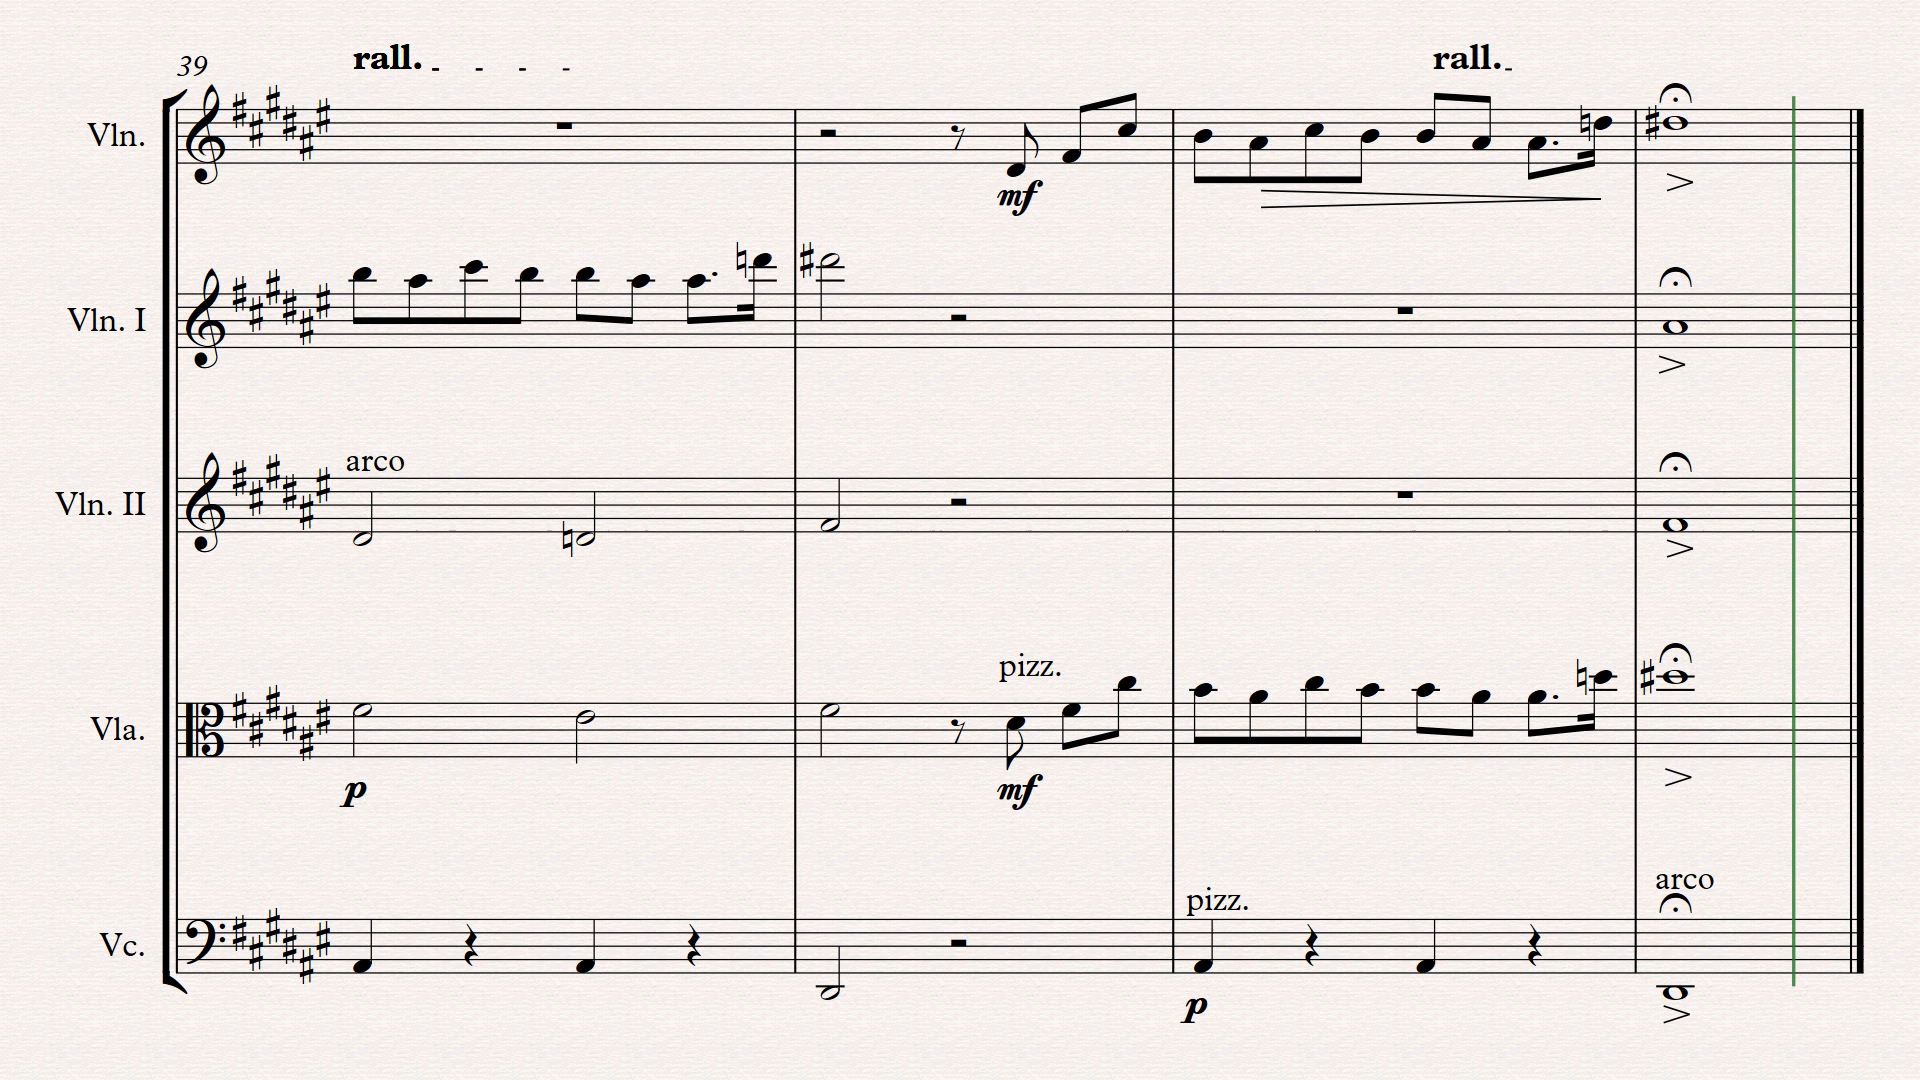 39
rall.
rall.
Vln.
mf
Vln. I
arco
Vln. II
pizz.
Vla.
p
mf
arco
pizz.
Vc.
p